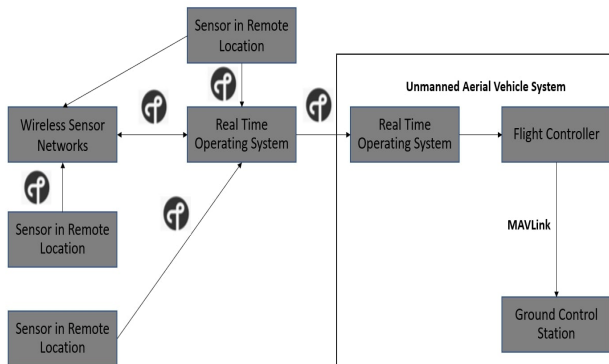 Sensor in Remote
Location
Unmanned Aerial Vehicle System
Wireless Sensor
Networks
Real Time
Operating System
Real Time
Operating System
Flight Controller
Sensor in Remote
Location
MAVLink
Sensor in Remote
Location
Ground Control
Station